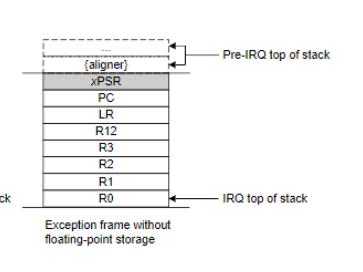 ...
{aligner}
Pre-IRQ top of stack
xPSR
PC
LR
R12
R3
R2
R1
R0
ck
IRQ top of stack
Exception frame without
floating-point storage